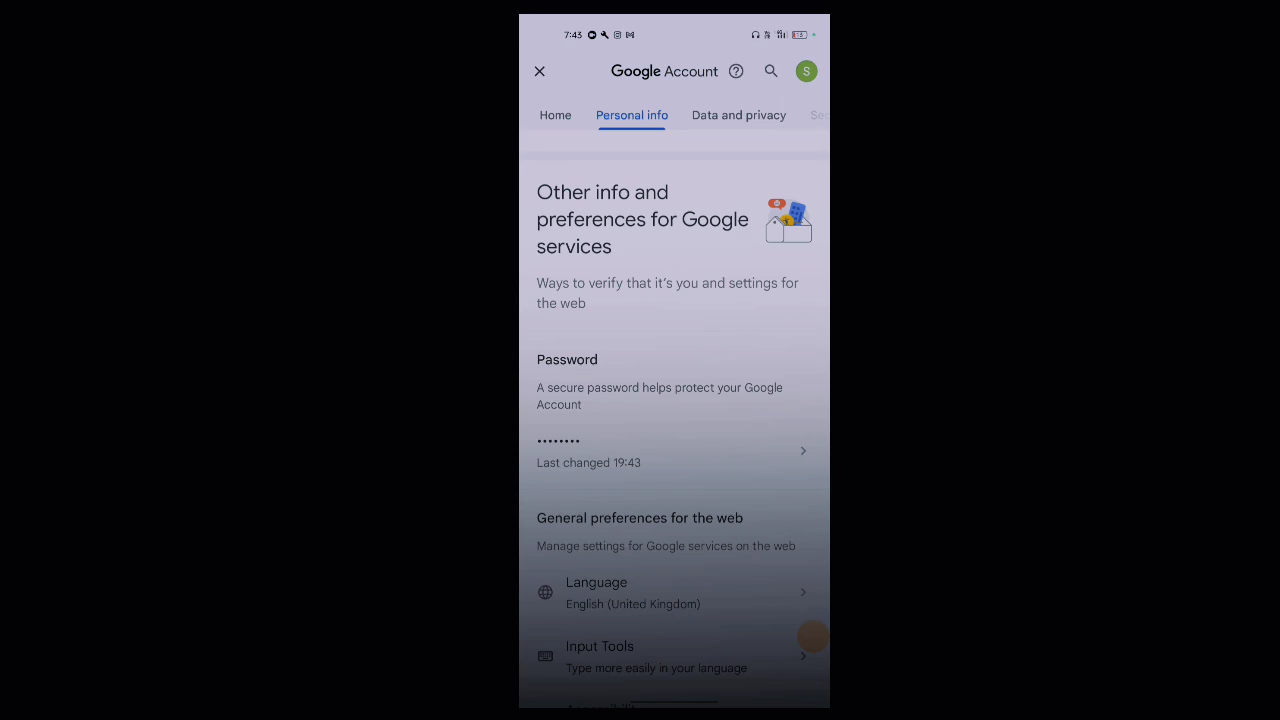 7:43
Google Account
S
Home Personal info Data and privacy Sec
Other info and
preferences for Google
services
Ways to verify that it's you and settings for
the web
Password
A secure password helps protect your Google
Account
••••••••
Last changed 19:43
General preferences for the web
Manage settings for Google services on the web
Language
English (United Kingdom)
Input Tools
Type more easily in your language